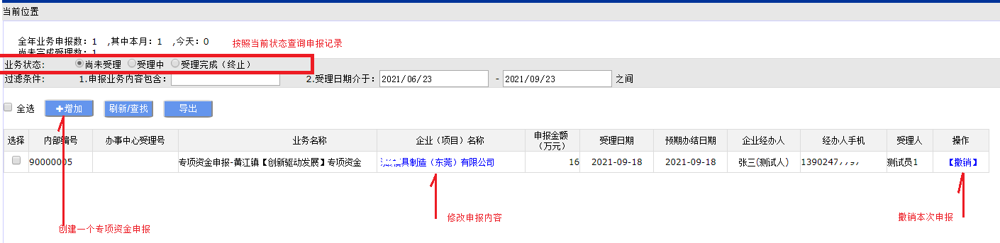 当前位置
全年业务申报数：1 ,其中本月：1 ,今天：0
按照当前状态查询申报记录
尚未完成受理数：1
业务状态： 尚未受理 受理中 受理完成（终止）
过滤条件： 1.申报业务内容包含： 2.受理日期介于：2021/06/23 - 2021/09/23 之间
全选 增加 刷新/查找 导出
选择 内部编号 办事中心受理号 业务名称 企业（项目）名称 申报金额（万元） 受理日期 预期办结日期 企业经办人 经办人手机 受理人 操作
90000005 专项资金申报-黄江镇【创新驱动发展】专项资金 具制造（东莞）有限公司 16 2021-09-18 2021-09-18 张三(测试人) 1390247 测试员1 【撤销】
修改申报内容
撤销本次申报
创建一个专项资金申报